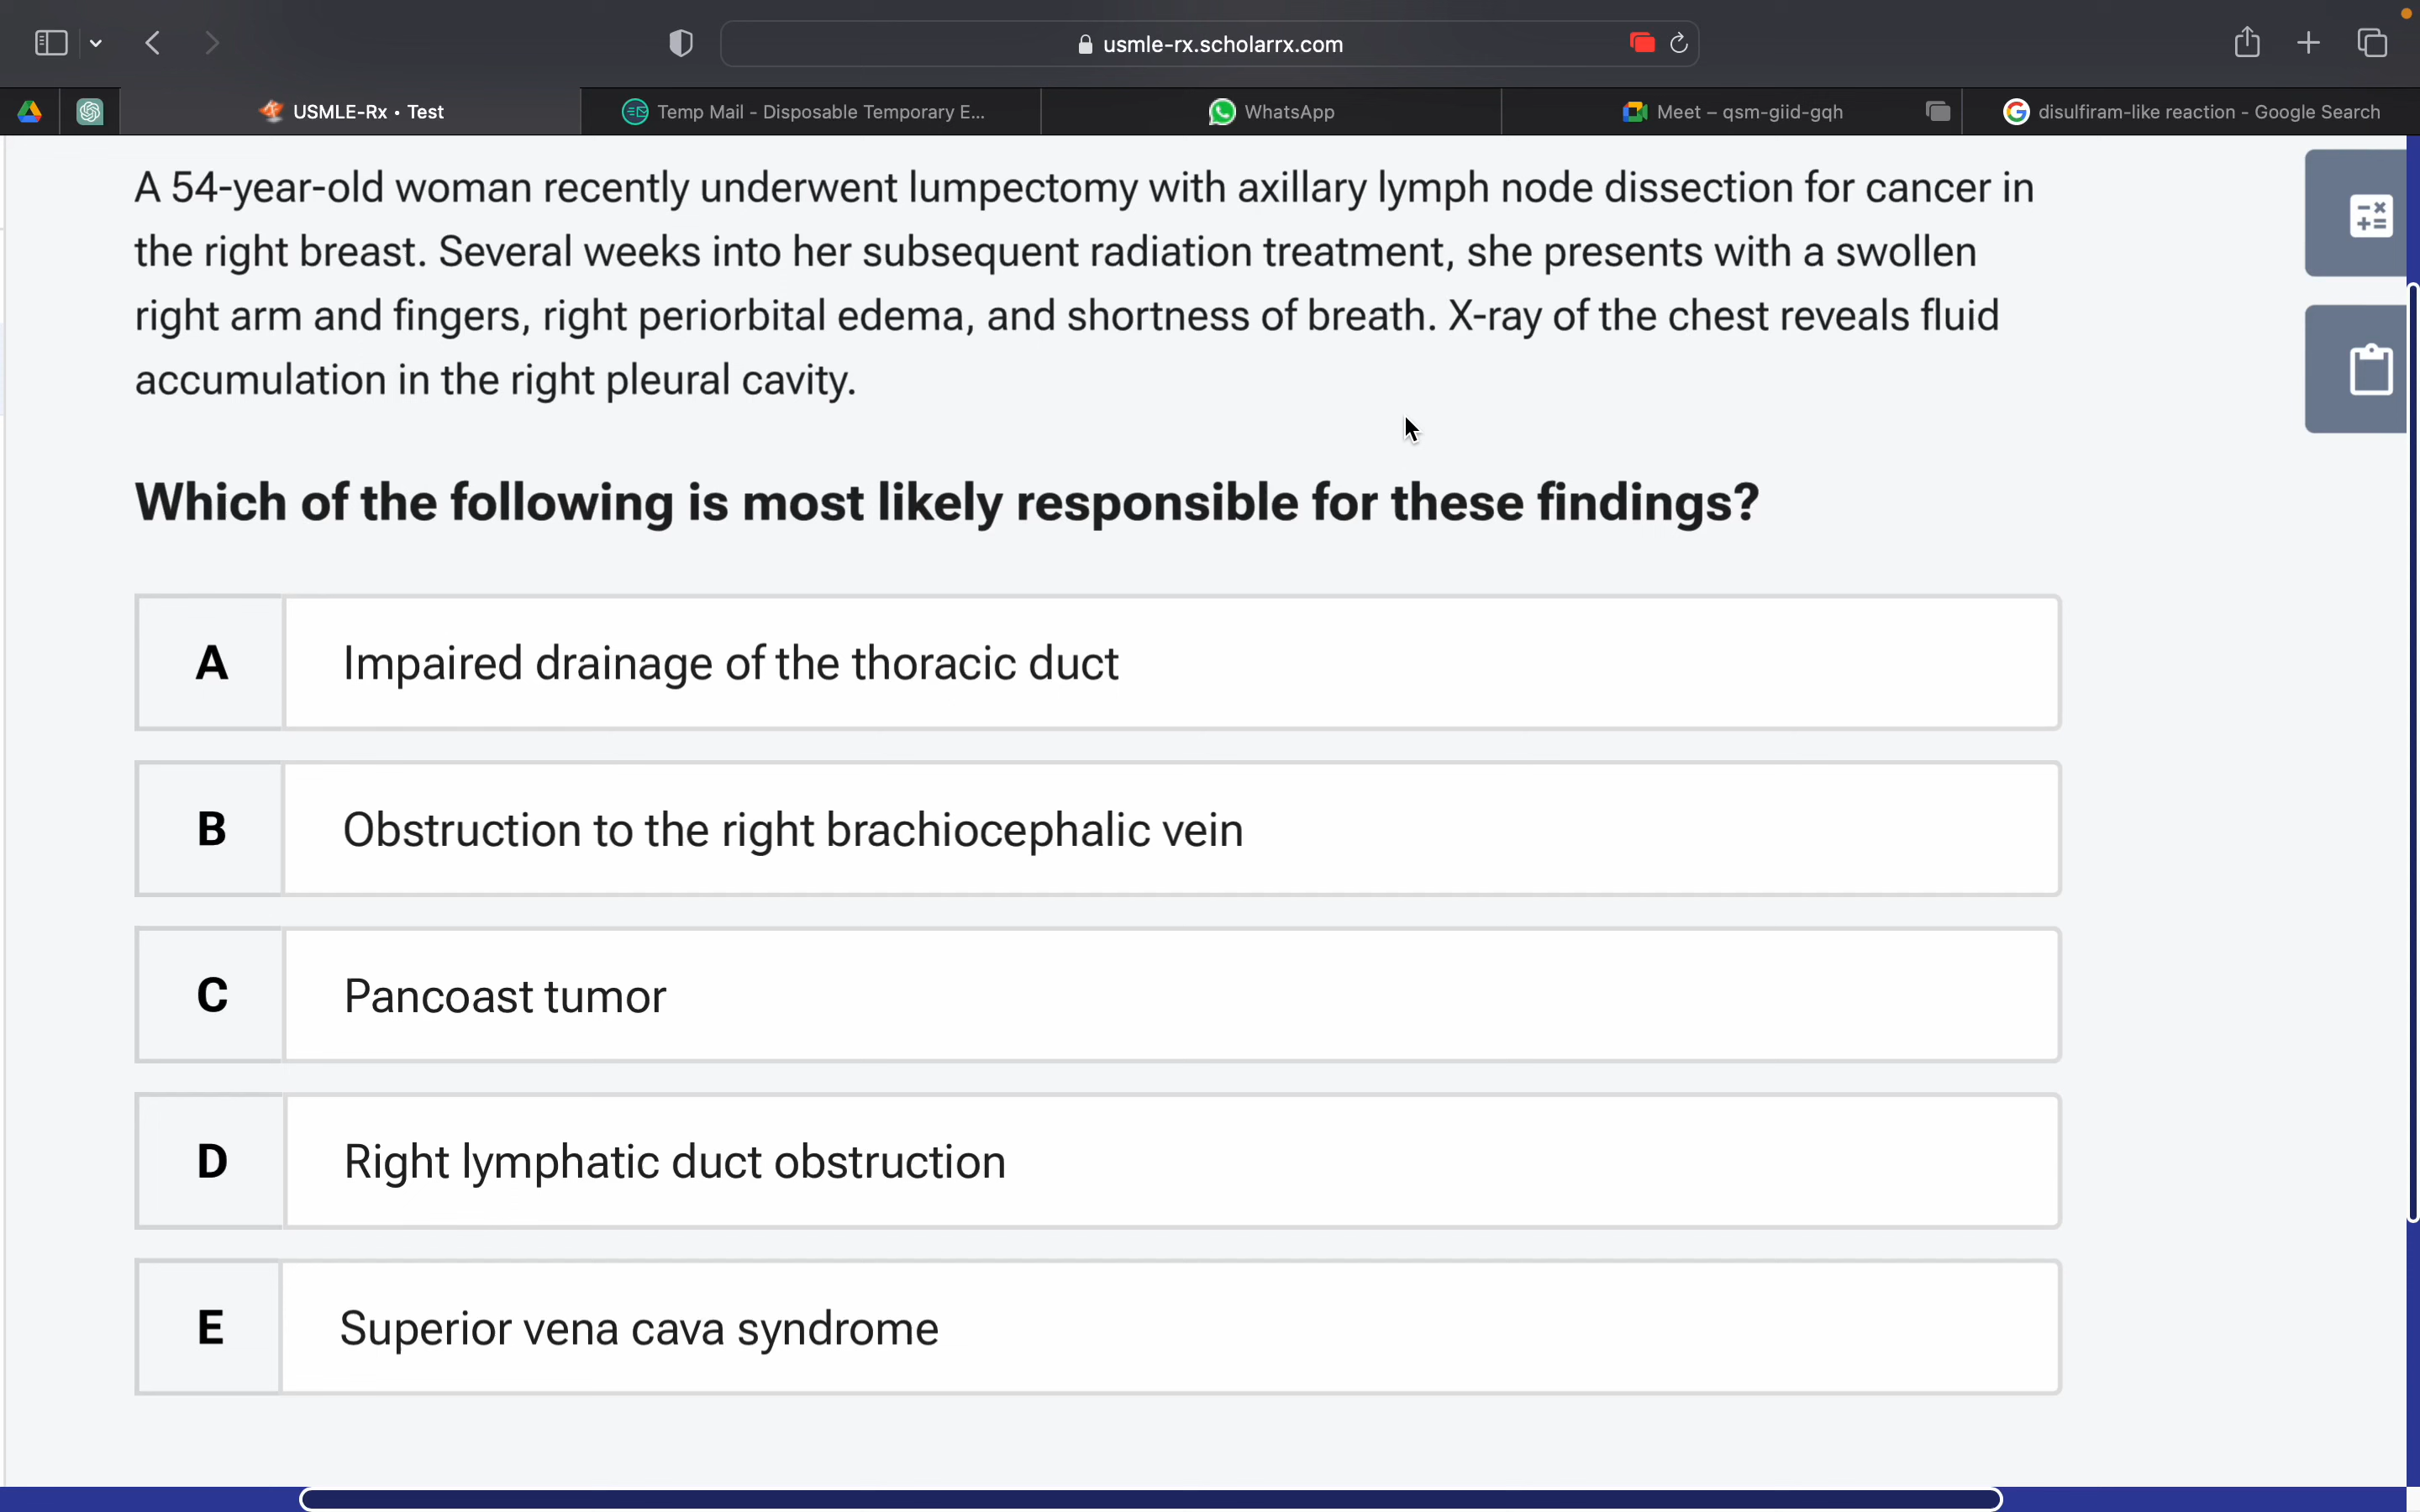 usmle-rx.scholarrx.com
USMLE-Rx • Test
Temp Mail - Disposable Temporary E...
WhatsApp
Meet – qsm-giid-gqh
disulfiram-like reaction - Google Search
A 54-year-old woman recently underwent lumpectomy with axillary lymph node dissection for cancer in
the right breast. Several weeks into her subsequent radiation treatment, she presents with a swollen
right arm and fingers, right periorbital edema, and shortness of breath. X-ray of the chest reveals fluid
accumulation in the right pleural cavity.
Which of the following is most likely responsible for these findings?
A Impaired drainage of the thoracic duct
B Obstruction to the right brachiocephalic vein
C Pancoast tumor
D Right lymphatic duct obstruction
E Superior vena cava syndrome